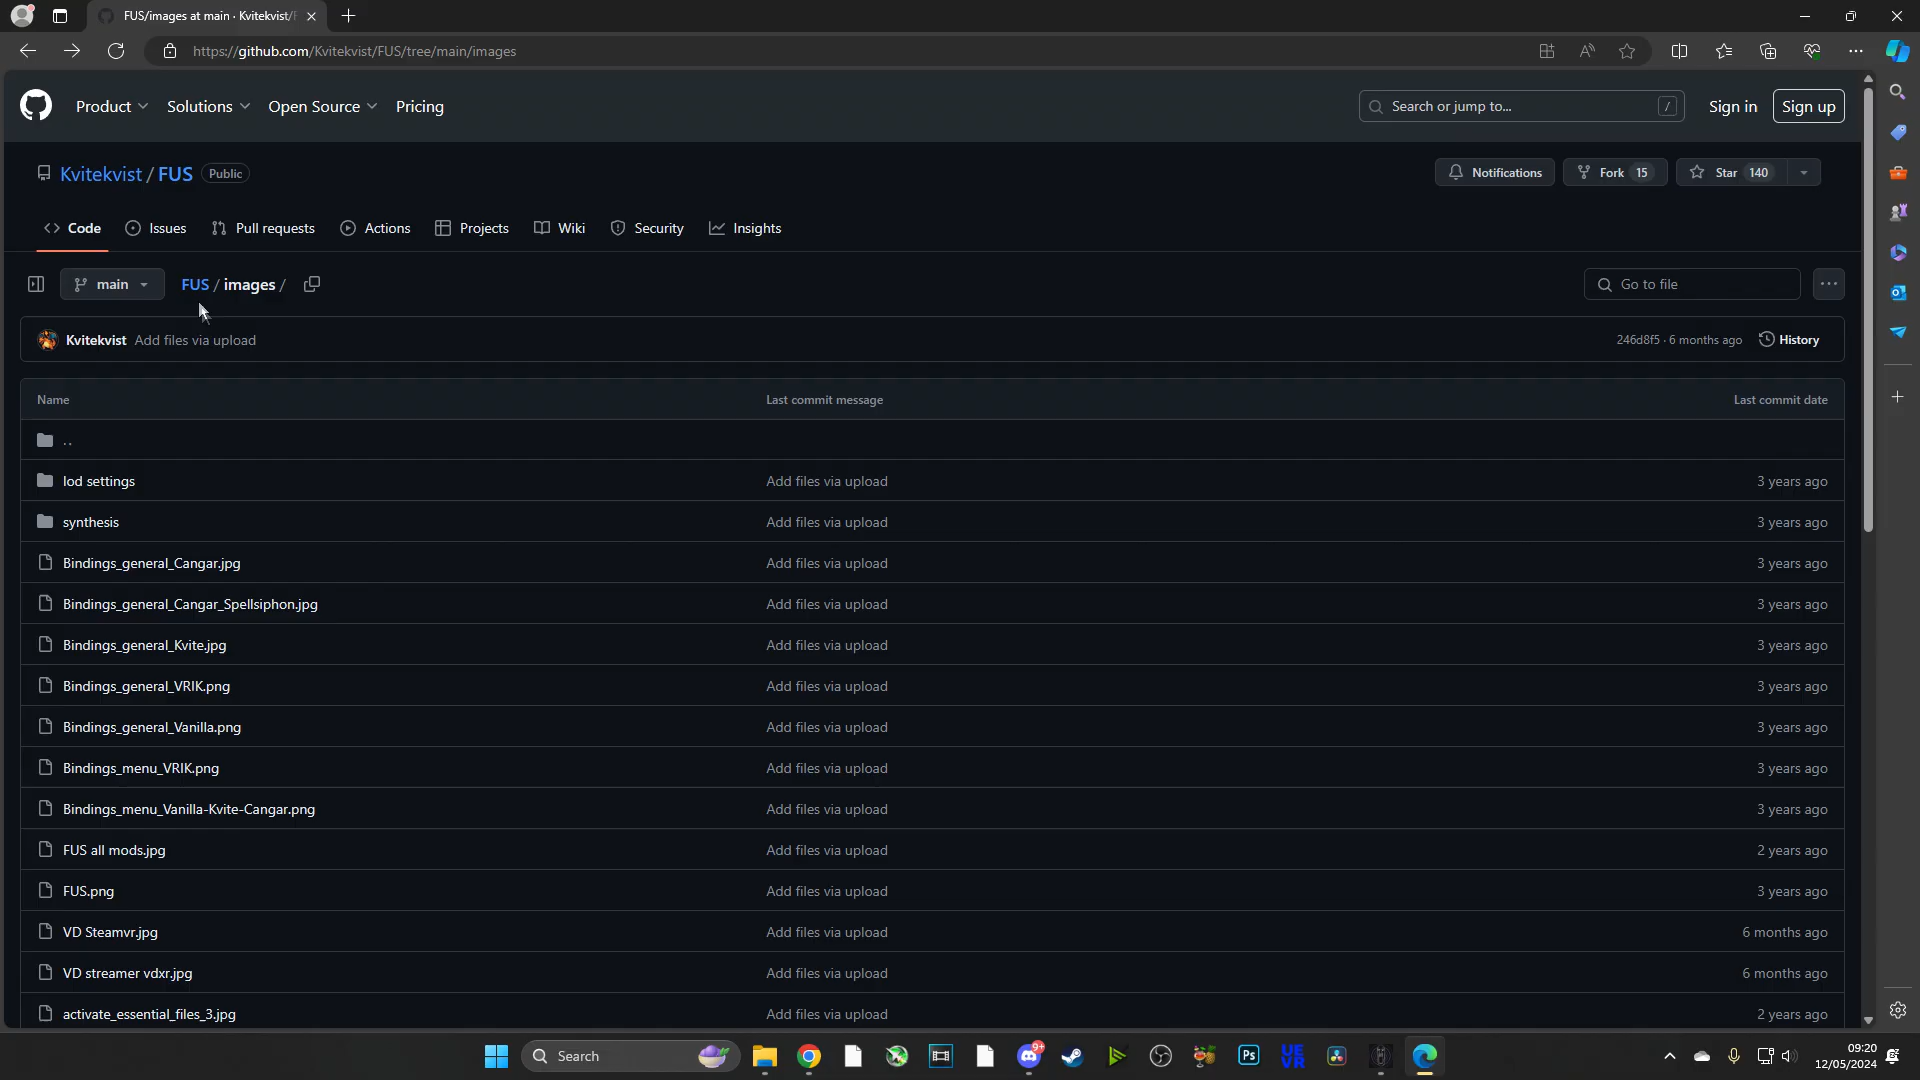 FUS/images at main · Kvitekvist/F
https://github.com/Kvitekvist/FUS/tree/main/images
Product Solutions Open Source Pricing Search or jump to... / Sign in Sign up
Kvitekvist / FUS Public Notifications Fork 15 Star 140
Code Issues Pull requests Actions Projects Wiki Security Insights
main FUS / images / Go to file
Kvitekvist Add files via upload 246d8f5 · 6 months ago History
Name Last commit message Last commit date
..
lod settings Add files via upload 3 years ago
synthesis Add files via upload 3 years ago
Bindings_general_Cangar.jpg Add files via upload 3 years ago
Bindings_general_Cangar_Spellsiphon.jpg Add files via upload 3 years ago
Bindings_general_Kvite.jpg Add files via upload 3 years ago
Bindings_general_VRIK.png Add files via upload 3 years ago
Bindings_general_Vanilla.png Add files via upload 3 years ago
Bindings_menu_VRIK.png Add files via upload 3 years ago
Bindings_menu_Vanilla-Kvite-Cangar.png Add files via upload 3 years ago
FUS all mods.jpg Add files via upload 2 years ago
FUS.png Add files via upload 3 years ago
VD Steamvr.jpg Add files via upload 6 months ago
VD streamer vdxr.jpg Add files via upload 6 months ago
activate_essential_files_3.jpg Add files via upload 2 years ago
Search 9+ Ps UE VR 09:20
12/05/2024